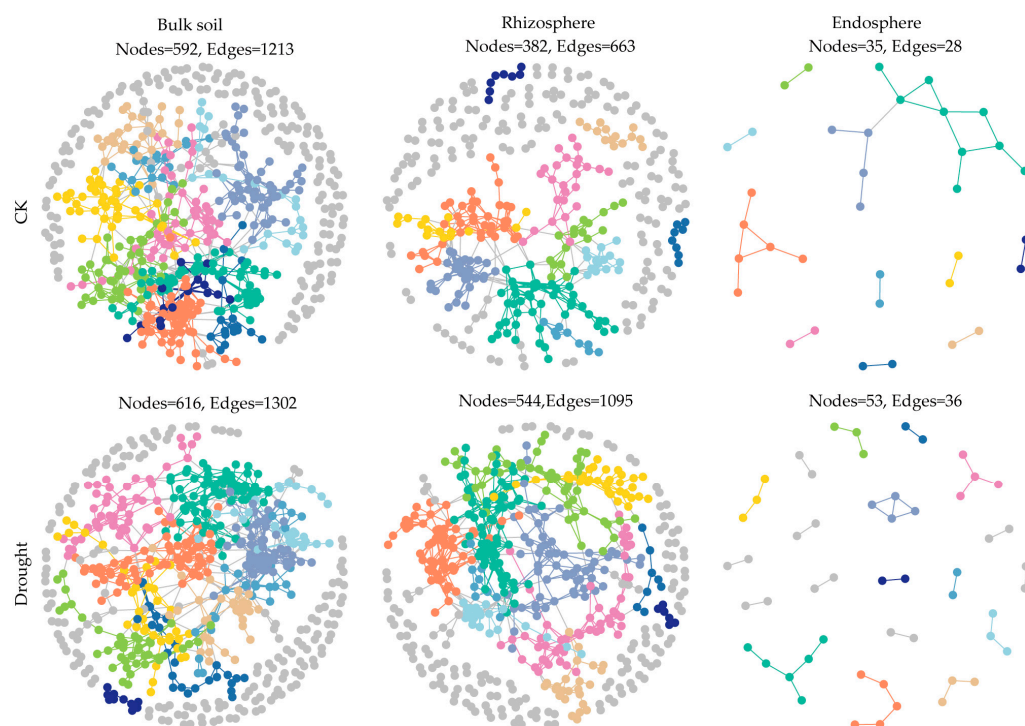 Bulk soil
Nodes=592, Edges=1213
Rhizosphere
Nodes=382, Edges=663
Endosphere
Nodes=35, Edges=28
CK
Nodes=616, Edges=1302
Nodes=544,Edges=1095
Nodes=53, Edges=36
Drought